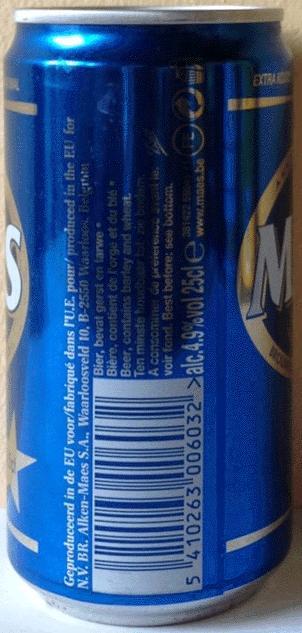 Geproduceerd in de EU voor/fabriqué dans l'U.E. pour/ produced in the EU for
N.V. BR. Alken-Maes S.A., Waarloosveld 10, B-2550 Waarloos, Belgium
Bier, bevat gerst en tarwe •
Bière, contient de l'orge et du blé •
Beer, contains barley and wheat.
Ten minste houdbaar tot zie bodem.
A consommer de préférence avant le:
voir fond. Best before: see bottom.
>alc.4,9%vol 25cl e www.maes.be
5 410263 006032 >
EXTRA
S
M